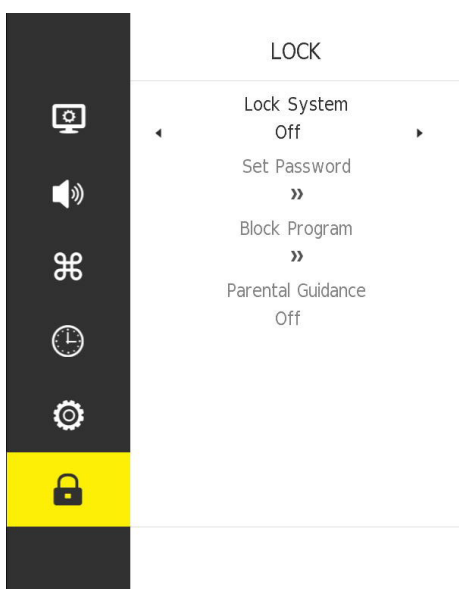 LOCK
Lock System
Off
Set Password
»
Block Program
»
Parental Guidance
Off